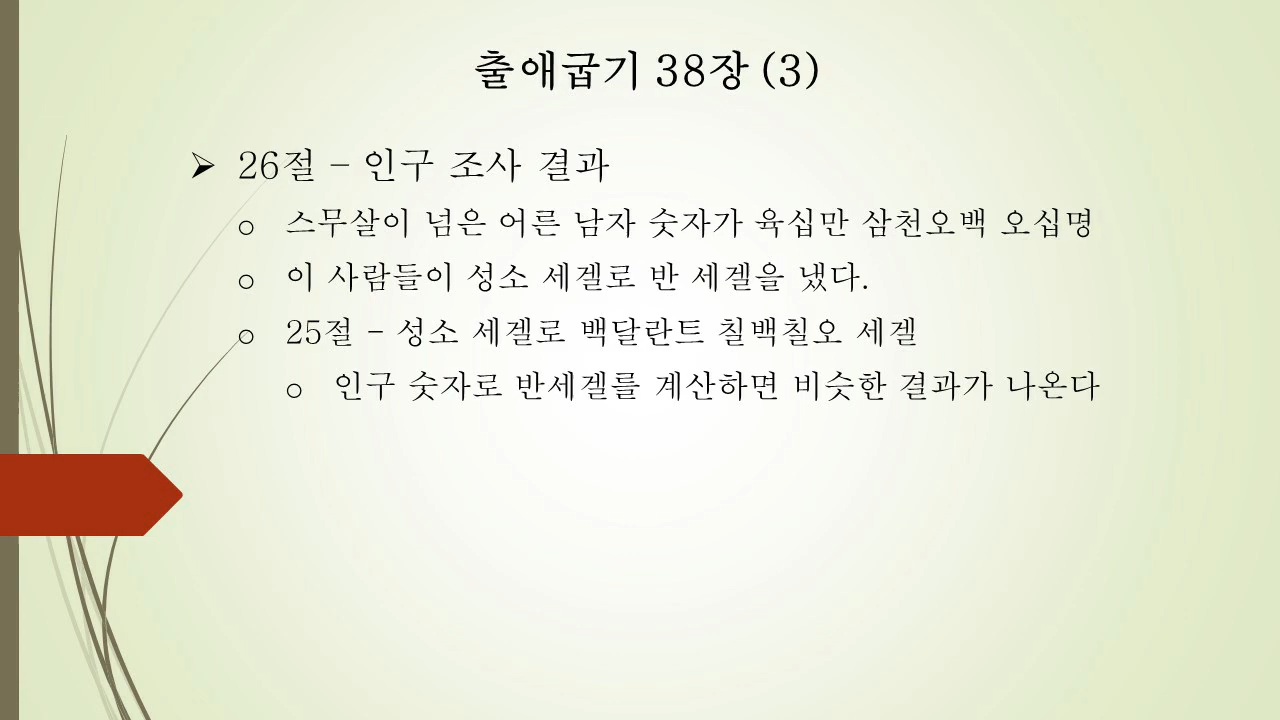 출애굽기 38장 (3)
➢ 26절 – 인구 조사 결과
o 스무살이 넘은 어른 남자 숫자가 육십만 삼천오백 오십명
o 이 사람들이 성소 세겔로 반 세겔을 냈다.
o 25절 – 성소 세겔로 백달란트 칠백칠오 세겔
o 인구 숫자로 반세겔를 계산하면 비슷한 결과가 나온다